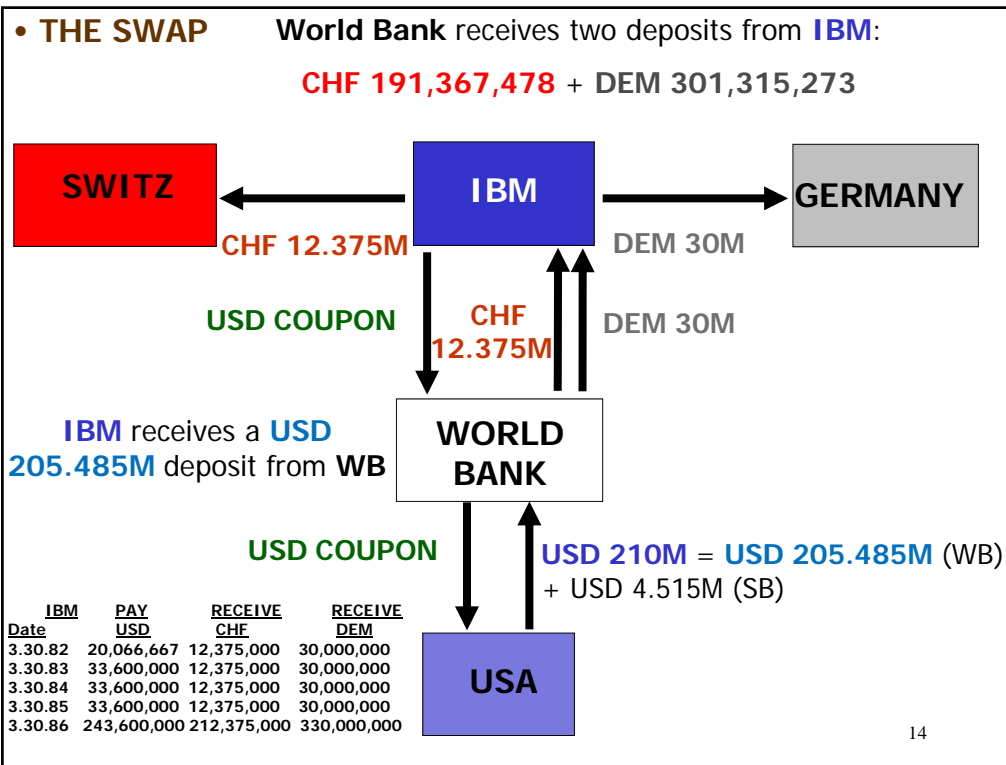 • THE SWAP World Bank receives two deposits from IBM:
CHF 191,367,478 + DEM 301,315,273
SWITZ
IBM
GERMANY
CHF 12.375M
DEM 30M
USD COUPON
CHF
12.375M
DEM 30M
IBM receives a USD
205.485M deposit from WB
WORLD
BANK
USD COUPON
USD 210M = USD 205.485M (WB)
+ USD 4.515M (SB)
IBM PAY RECEIVE RECEIVE
Date USD CHF DEM
3.30.82 20,066,667 12,375,000 30,000,000
3.30.83 33,600,000 12,375,000 30,000,000
3.30.84 33,600,000 12,375,000 30,000,000
3.30.85 33,600,000 12,375,000 30,000,000
3.30.86 243,600,000 212,375,000 330,000,000
USA
14